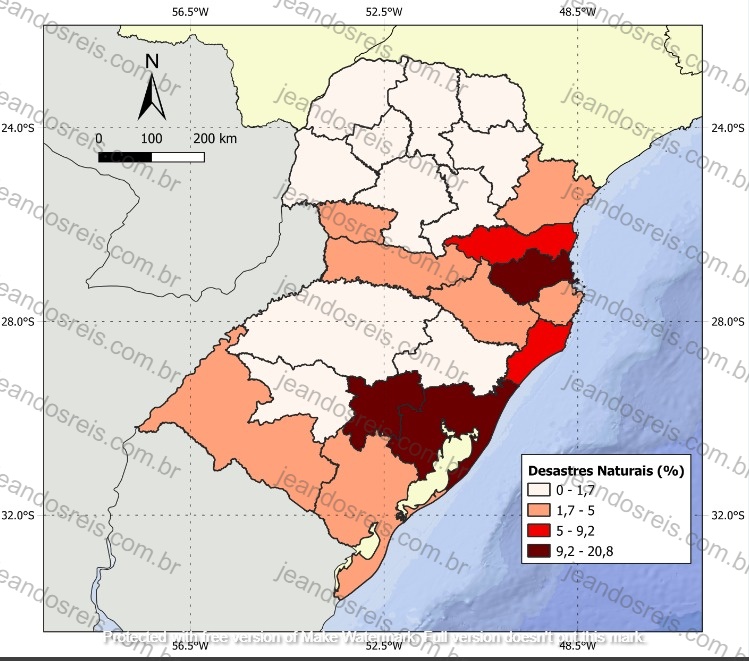 56.5°W 52.5°W 48.5°W
jeandosreis.com.br
N
0 100 200 km
24.0°S 24.0°S
28.0°S 28.0°S
Desastres Naturais (%)
0 - 1,7
1,7 - 5
5 - 9,2
9,2 - 20,8
32.0°S 32.0°S
Protected with free version of Make Watermark. Full version doesn't put this mark.
56.5°W 52.5°W 48.5°W